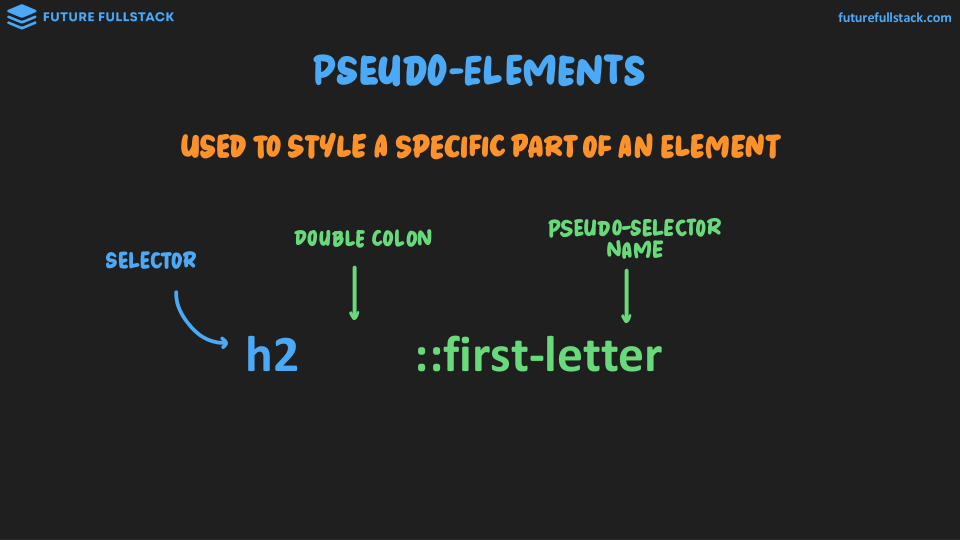 FUTURE FULLSTACK
futurefullstack.com
PSEUDO-ELEMENTS
USED TO STYLE A SPECIFIC PART OF AN ELEMENT
SELECTOR
DOUBLE COLON
PSEUDO-SELECTOR
NAME
h2 ::first-letter